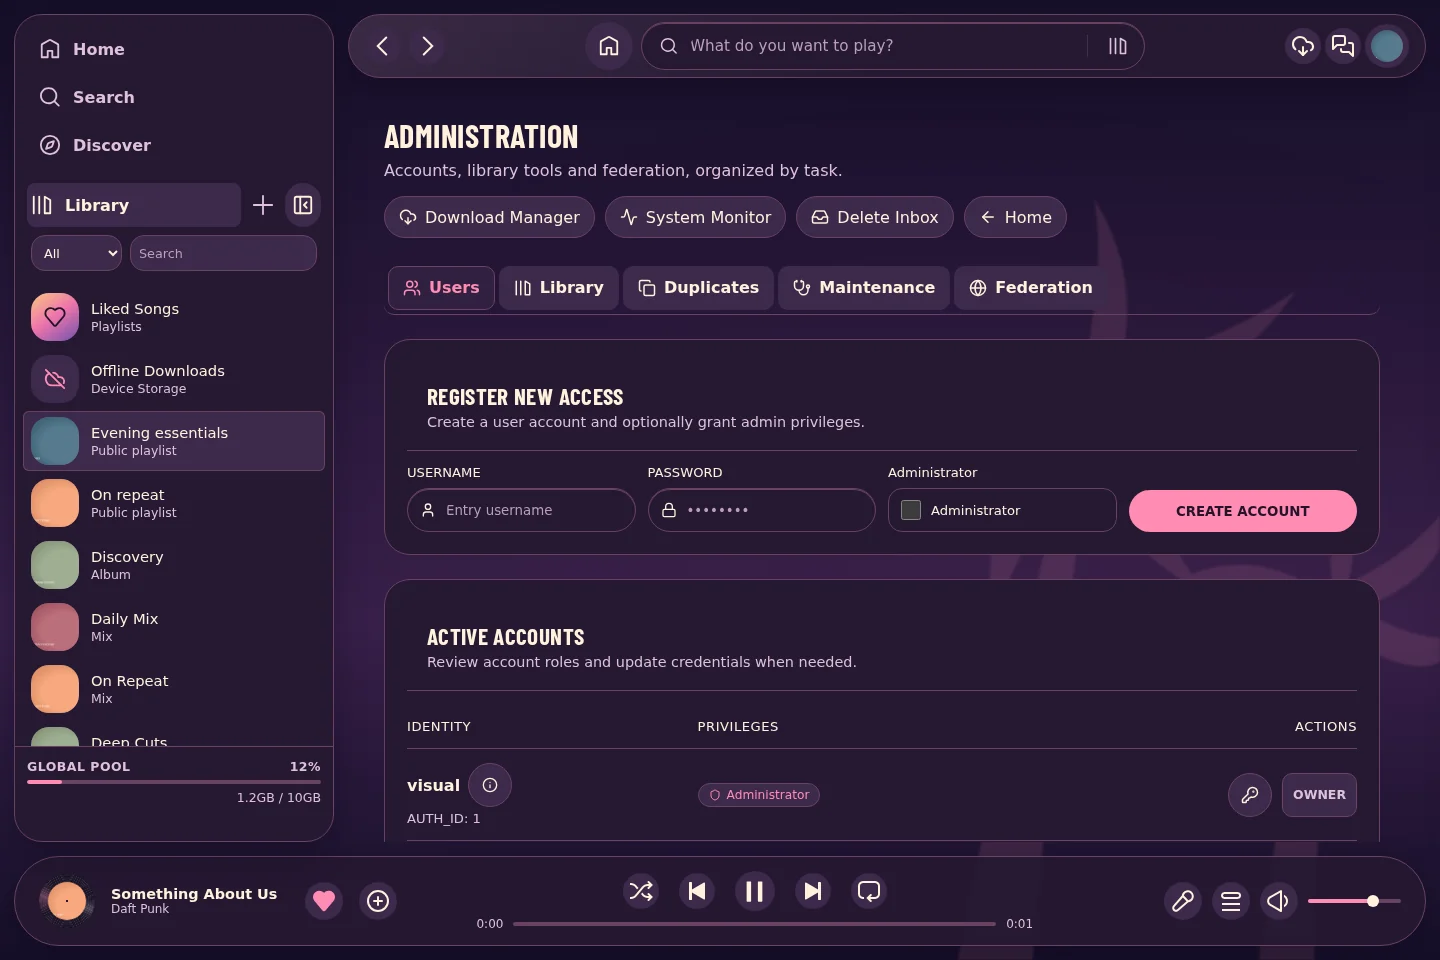 Home
Search
Discover
Library
All
Search
Liked Songs
Playlists
Offline Downloads
Device Storage
Evening essentials
Public playlist
On repeat
Public playlist
Discovery
Album
Daily Mix
Mix
On Repeat
Mix
Deep Cuts
GLOBAL POOL 12%
1.2GB / 10GB
What do you want to play?
ADMINISTRATION
Accounts, library tools and federation, organized by task.
Download Manager System Monitor Delete Inbox Home
Users Library Duplicates Maintenance Federation
REGISTER NEW ACCESS
Create a user account and optionally grant admin privileges.
USERNAME PASSWORD Administrator
Entry username •••••••• Administrator CREATE ACCOUNT
ACTIVE ACCOUNTS
Review account roles and update credentials when needed.
IDENTITY PRIVILEGES ACTIONS
visual Administrator OWNER
AUTH_ID: 1
Something About Us
Daft Punk
0:00 0:01